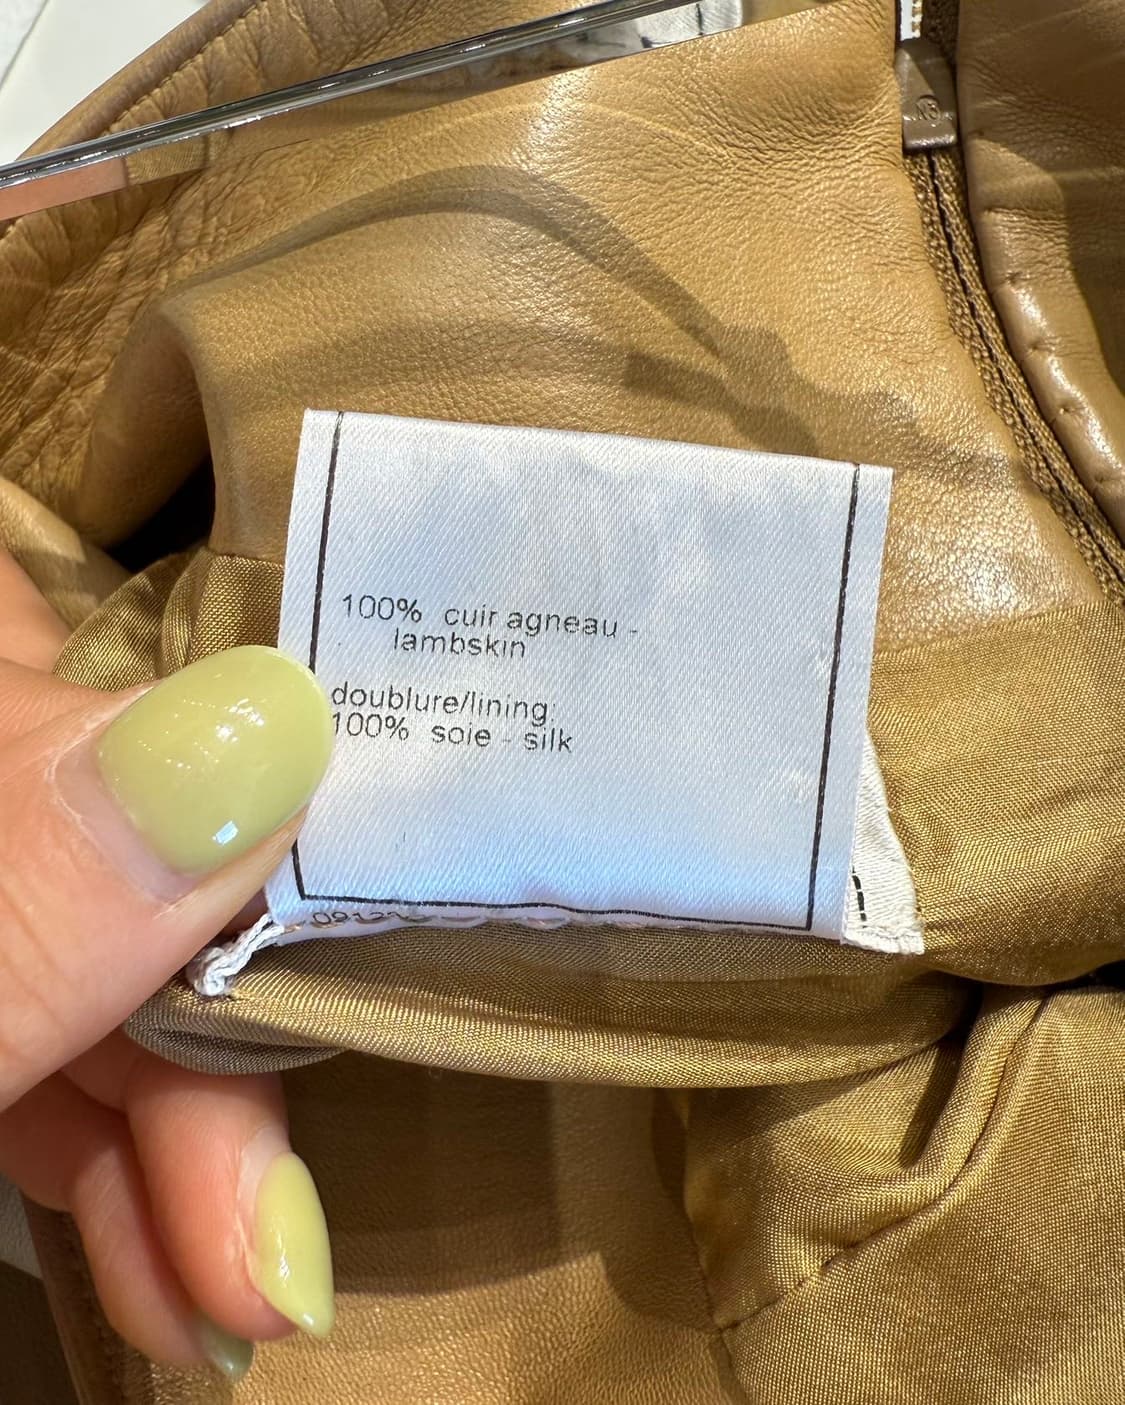 100% cuir agneau -
lambskin
doublure/lining:
100% soie - silk